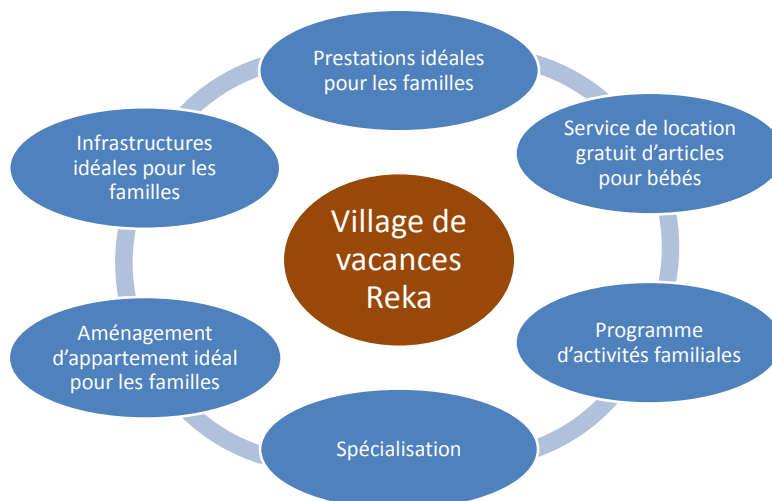 Prestations idéales
pour les familles
Service de location
gratuit d'articles
pour bébés
Programme
d'activités familiales
Spécialisation
Aménagement
d'appartement idéal
pour les familles
Infrastructures
idéales pour les
familles
Village de
vacances
Reka